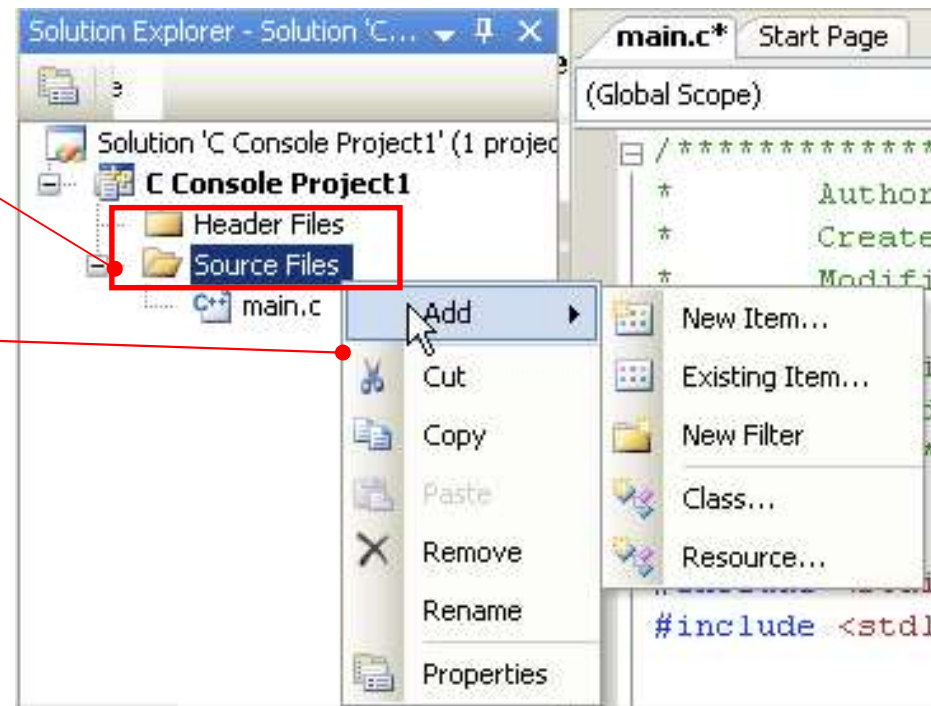 Solution Explorer - Solution 'C...
main.c* Start Page
(Global Scope)
Solution 'C Console Project1' (1 projec
C Console Project1
Header Files
Source Files
main.c
/*************
* Author
* Create
* Modifi
Add
Cut
Copy
Paste
Remove
Rename
Properties
New Item...
Existing Item...
New Filter
Class...
Resource...
#include <stdl